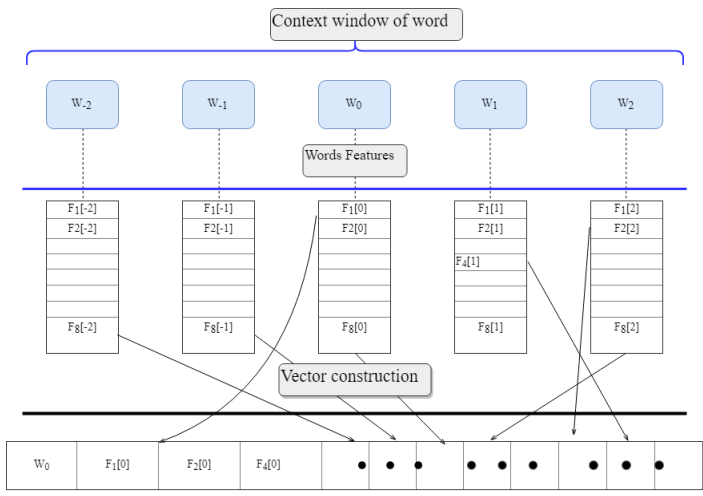 Context window of word
W-2 W-1 W0 W1 W2
Words Features
F1[-2] F1[-1] F1[0] F1[1] F1[2]
F2[-2] F2[-1] F2[0] F2[1] F2[2]
F4[1]
F8[-2] F8[-1] F8[0] F8[1] F8[2]
Vector construction
W0 F1[0] F2[0] F4[0]